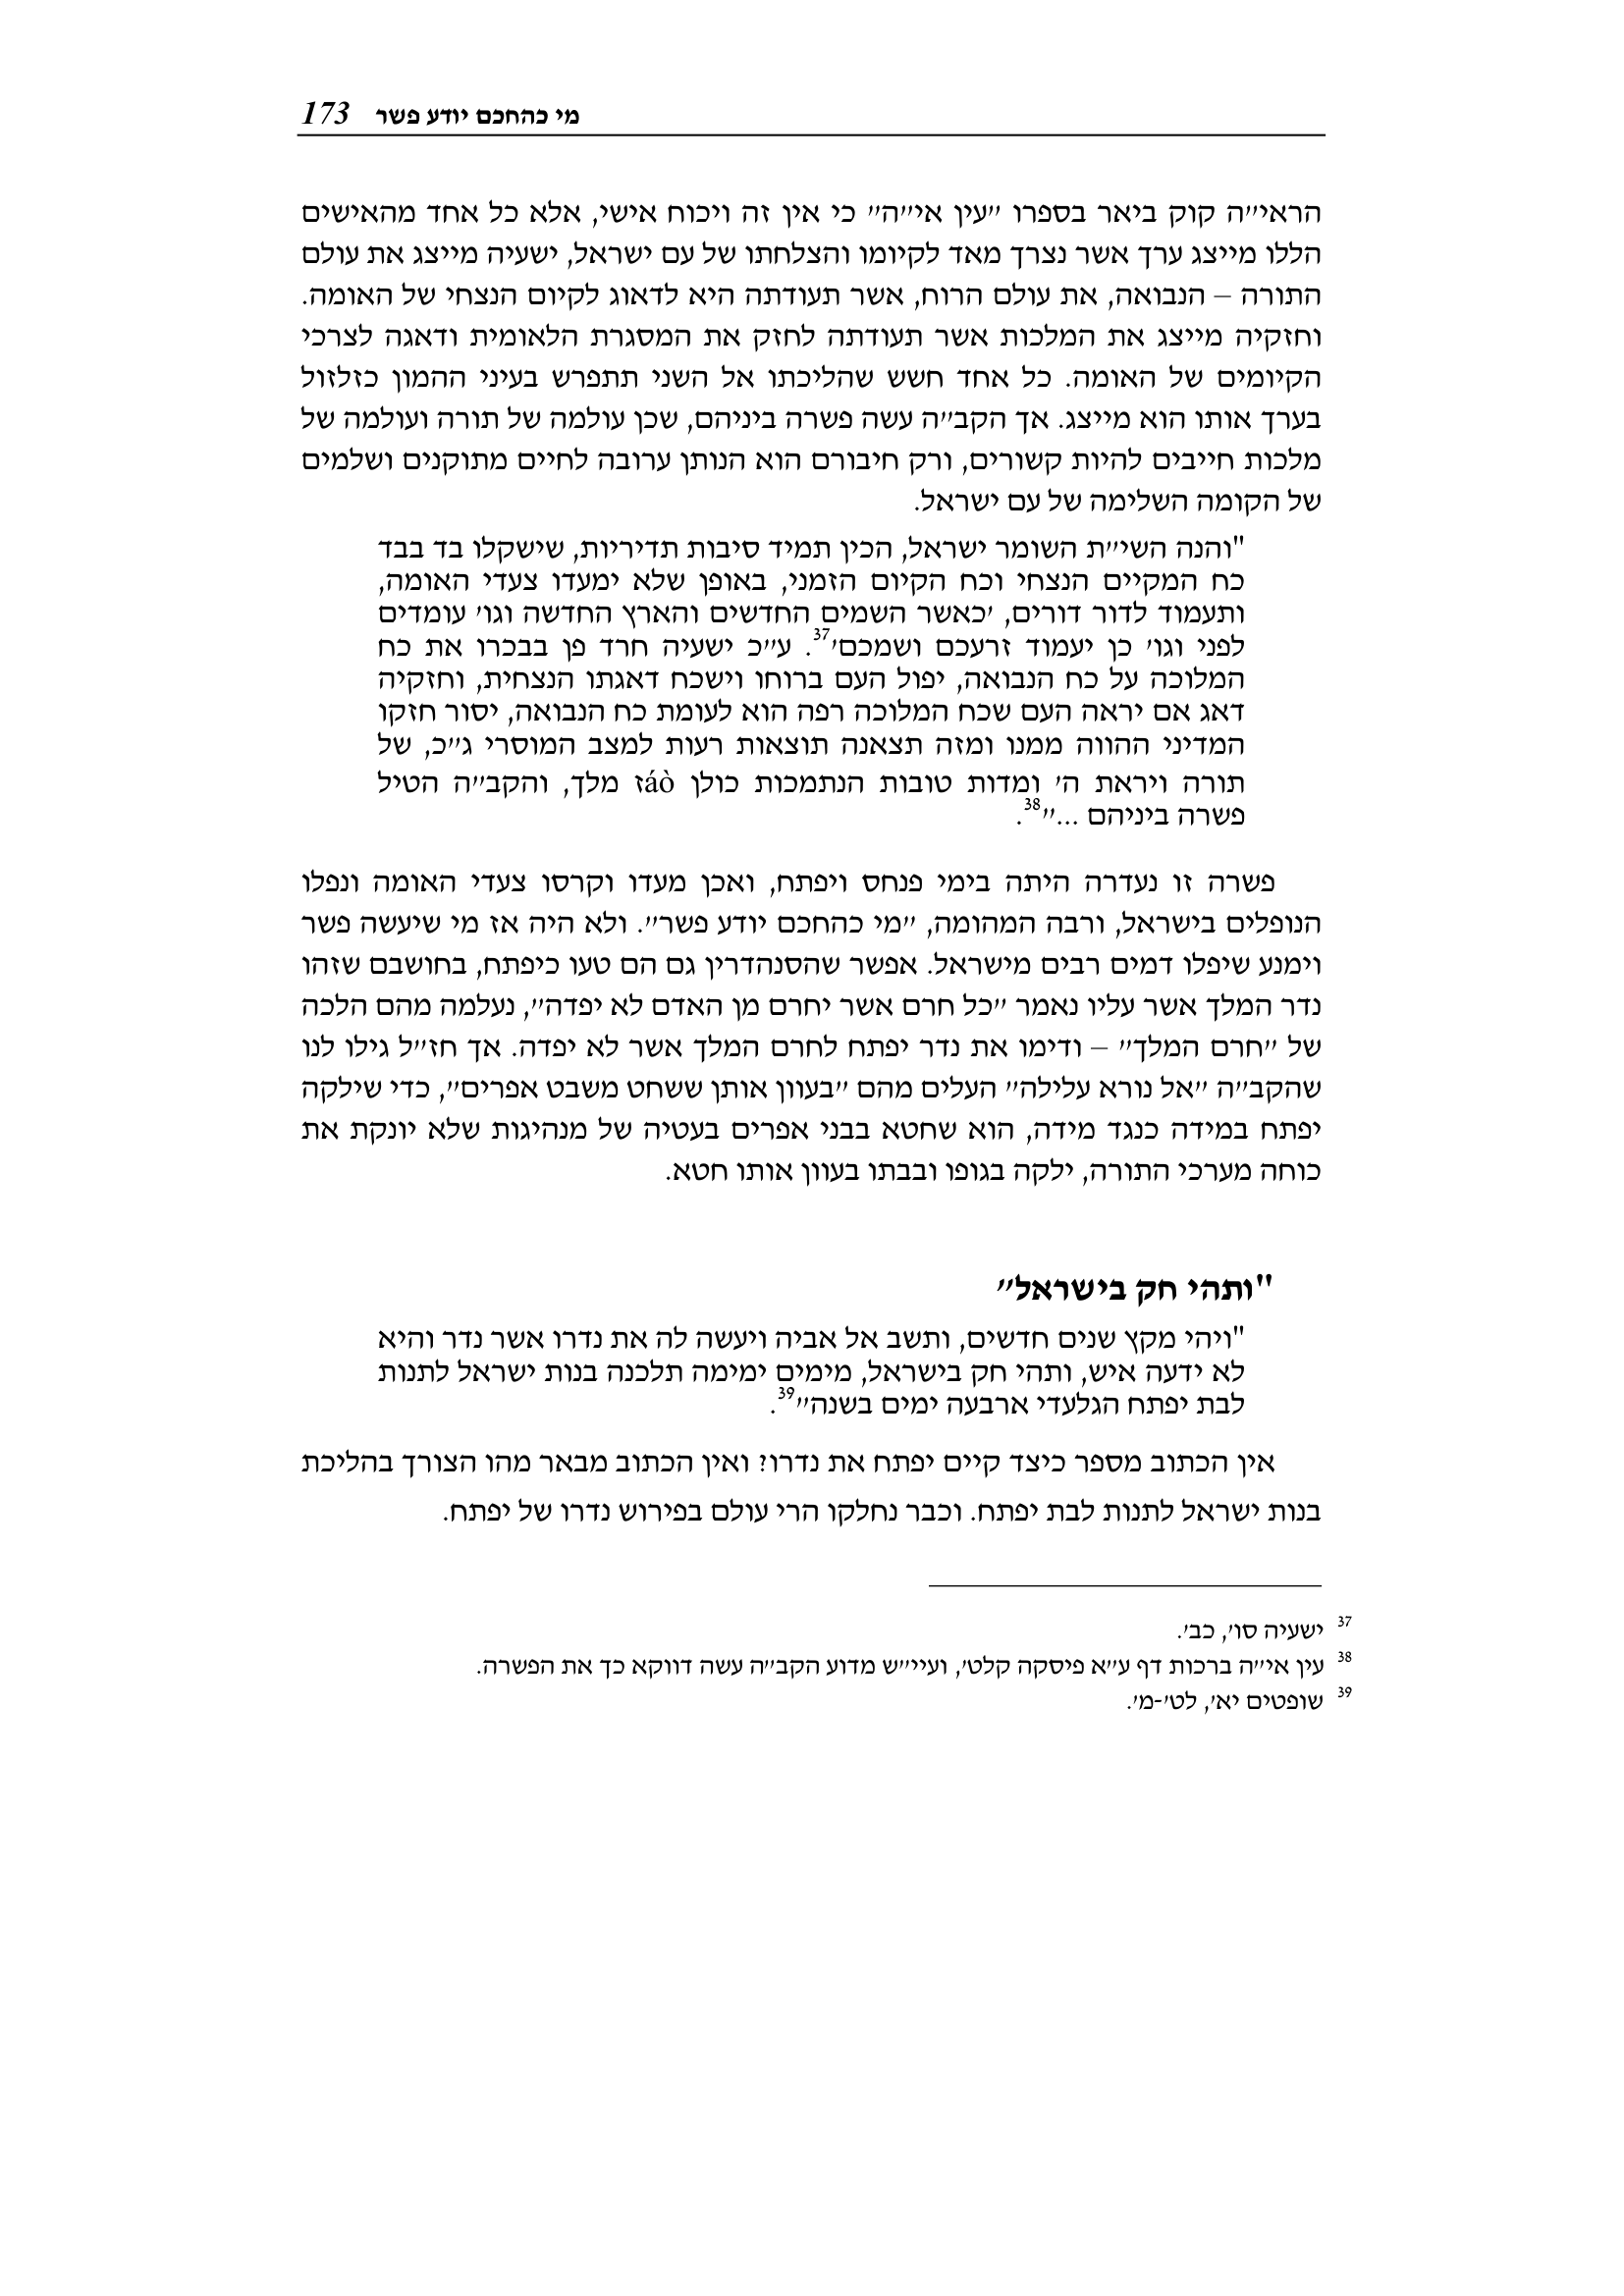 מי כהחכם יודע פשר 173
הראי״ה קוק ביאר בספרו ״עין אי״ה״ כי אין זה ויכוח אישי, אלא כל אחד מהאישים
הללו מייצג ערך אשר נצרך מאד לקיומו והצלחתו של עם ישראל, ישעיה מייצג את עולם
התורה – הנבואה, את עולם הרוח, אשר תעודתה היא לדאוג לקיום הנצחי של האומה.
וחזקיה מייצג את המלכות אשר תעודתה לחזק את המסגרת הלאומית ודאגה לצרכי
הקיומים של האומה. כל אחד חשש שהליכתו אל השני תתפרש בעיני ההמון כזלזול
בערך אותו הוא מייצג. אך הקב״ה עשה פשרה ביניהם, שכן עולמה של תורה ועולמה של
מלכות חייבים להיות קשורים, ורק חיבורם הוא הנותן ערובה לחיים מתוקנים ושלמים
של הקומה השלימה של עם ישראל.
"והנה השי״ת השומר ישראל, הכין תמיד סיבות תדיריות, שישקלו בד בבד
כח המקיים הנצחי וכח הקיום הזמני, באופן שלא ימעדו צעדי האומה,
ותעמוד לדור דורים, ׳כאשר השמים החדשים והארץ החדשה וגו׳ עומדים
לפני וגו׳ כן יעמוד זרעכם ושמכם׳37. ע״כ ישעיה חרד פן בבכרו את כח
המלוכה על כח הנבואה, יפול העם ברוחו וישכח דאגתו הנצחית, וחזקיה
דאג אם יראה העם שכח המלוכה רפה הוא לעומת כח הנבואה, יסור חזקו
המדיני ההווה ממנו ומזה תצאנה תוצאות רעות למצב המוסרי ג״כ, של
תורה ויראת ה׳ ומדות טובות הנתמכות כולן áòז מלך, והקב״ה הטיל
פשרה ביניהם ...״38.
פשרה זו נעדרה היתה בימי פנחס ויפתח, ואכן מעדו וקרסו צעדי האומה ונפלו
הנופלים בישראל, ורבה המהומה, ״מי כהחכם יודע פשר״. ולא היה אז מי שיעשה פשר
וימנע שיפלו דמים רבים מישראל. אפשר שהסנהדרין גם הם טעו כיפתח, בחושבם שזהו
נדר המלך אשר עליו נאמר ״כל חרם אשר יחרם מן האדם לא יפדה״, נעלמה מהם הלכה
של ״חרם המלך״ – ודימו את נדר יפתח לחרם המלך אשר לא יפדה. אך חז״ל גילו לנו
שהקב״ה ״אל נורא עלילה״ העלים מהם ״בעוון אותן ששחט משבט אפרים״, כדי שילקה
יפתח במידה כנגד מידה, הוא שחטא בבני אפרים בעטיה של מנהיגות שלא יונקת את
כוחה מערכי התורה, ילקה בגופו ובבתו בעוון אותו חטא.
"ותהי חק בישראל״
"ויהי מקץ שנים חדשים, ותשב אל אביה ויעשה לה את נדרו אשר נדר והיא
לא ידעה איש, ותהי חק בישראל, מימים ימימה תלכנה בנות ישראל לתנות
לבת יפתח הגלעדי ארבעה ימים בשנה״39.
אין הכתוב מספר כיצד קיים יפתח את נדרו? ואין הכתוב מבאר מהו הצורך בהליכת
בנות ישראל לתנות לבת יפתח. וכבר נחלקו הרי עולם בפירוש נדרו של יפתח.
37 ישעיה סו׳, כב׳.
38 עין אי״ה ברכות דף ע״א פיסקה קלט׳, ועיי״ש מדוע הקב״ה עשה דווקא כך את הפשרה.
39 שופטים יא׳, לט׳-מ׳.